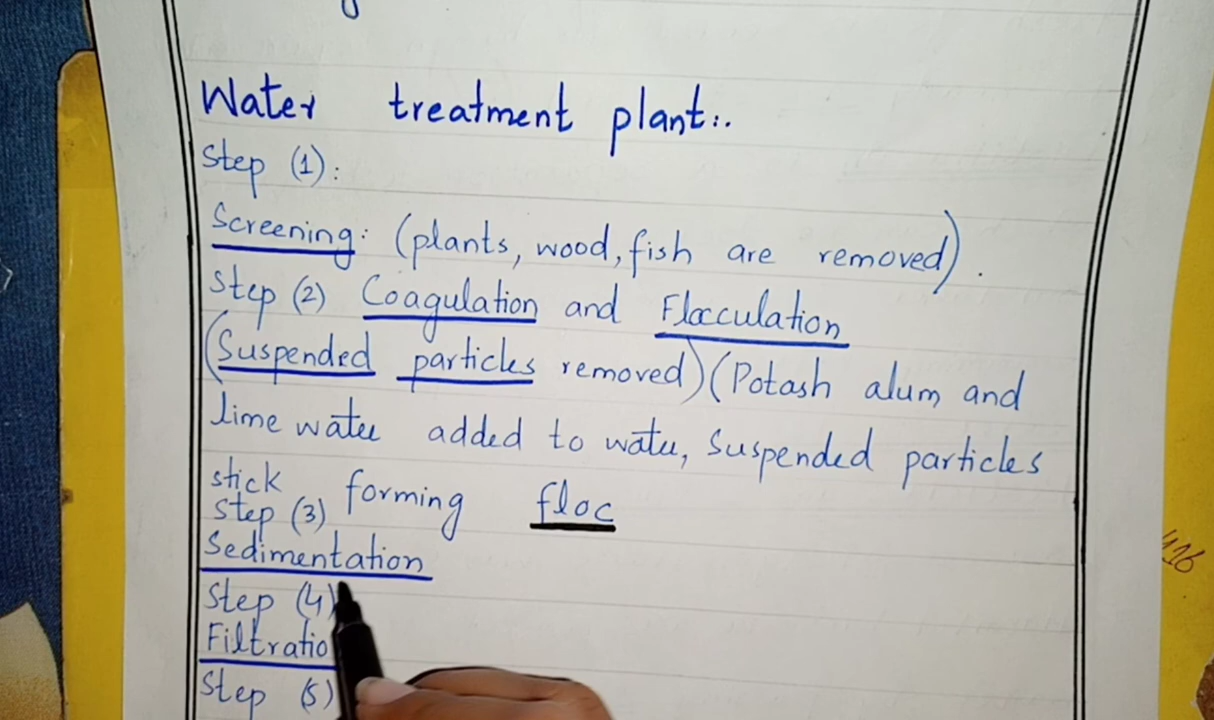 Water treatment plant:.
Step (1):
Screening: (plants, wood, fish are removed).
Step (2) Coagulation and Flocculation
(Suspended particles removed) (Potash alum and
lime water added to water, Suspended particles
stick forming floc
Step (3)
Sedimentation
Step (4)
Filtratio
Step (5)